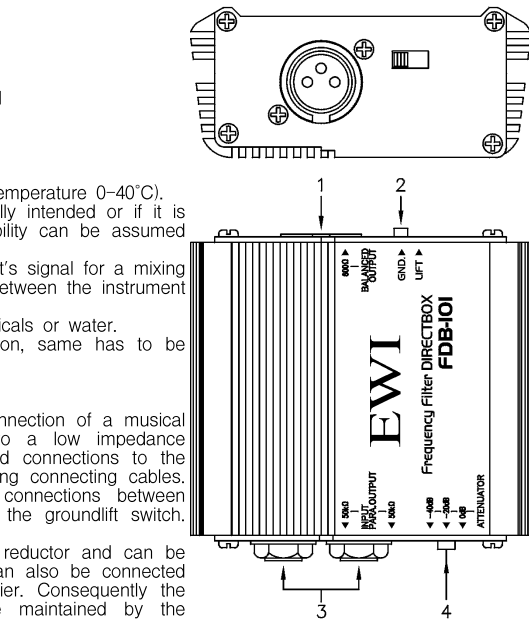 1
2
emperature 0-40°C).
lly intended or if it is
bility can be assumed
t's signal for a mixing
etween the instrument
icals or water.
on, same has to be
nnection of a musical
o a low impedance
d connections to the
ng connecting cables.
connections between
the groundlift switch.
reductor and can be
an also be connected
ier. Consequently the
e maintained by the
600Ω
BALANCED
OUTPUT
GND.
LIFT
EWI
Frequency Filter DIRECTBOX
FDB-101
50kΩ
INPUT
PARA.OUTPUT
50kΩ
-40dB
-20dB
0dB
ATTENUATOR
3
4